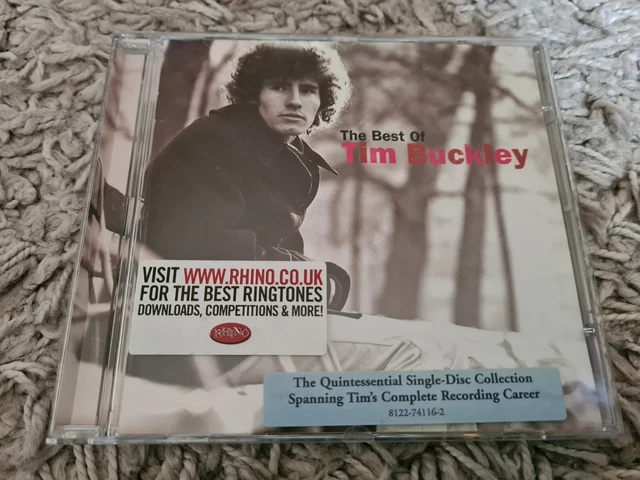 The Best Of
Tim Buckley
VISIT WWW.RHINO.CO.UK
FOR THE BEST RINGTONES
DOWNLOADS, COMPETITIONS & MORE!
RHINO
The Quintessential Single-Disc Collection
Spanning Tim's Complete Recording Career
8122-74116-2